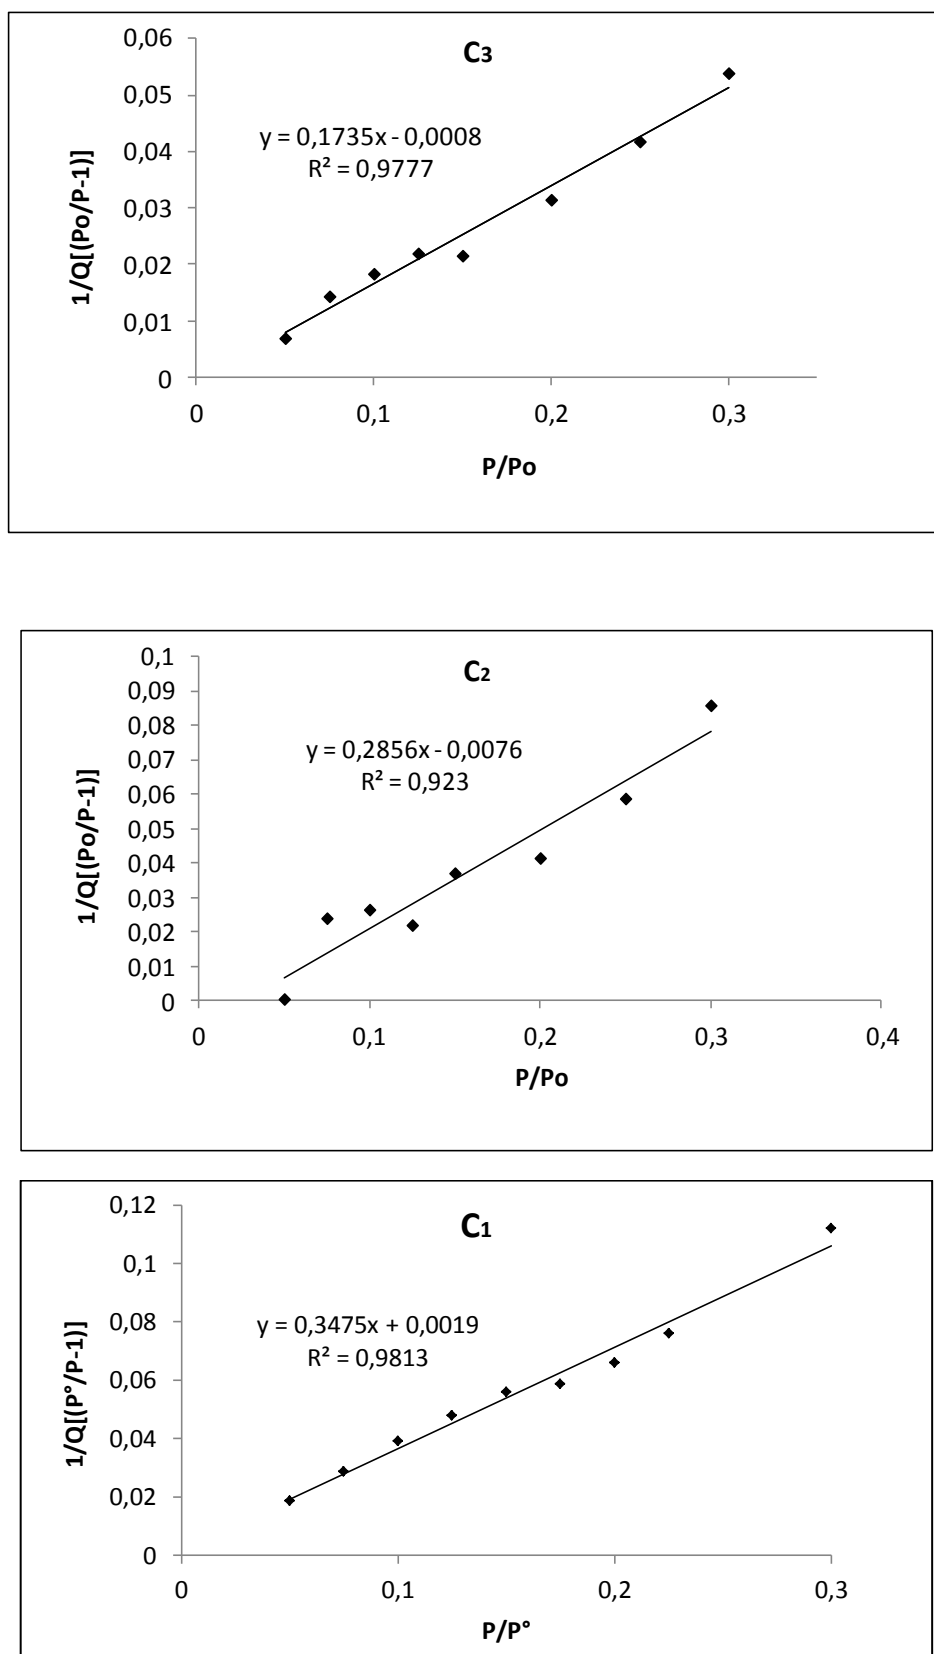 C3
y = 0,1735x - 0,0008
R² = 0,9777
1/Q[(Po/P-1)]
0,06
0,05
0,04
0,03
0,02
0,01
0
0
0,1
0,2
0,3
P/Po
C2
y = 0,2856x - 0,0076
R² = 0,923
1/Q[(Po/P-1)]
0,1
0,09
0,08
0,07
0,06
0,05
0,04
0,03
0,02
0,01
0
0
0,1
0,2
0,3
0,4
P/Po
C1
y = 0,3475x + 0,0019
R² = 0,9813
1/Q[(P°/P-1)]
0,12
0,1
0,08
0,06
0,04
0,02
0
0
0,1
0,2
0,3
P/P°